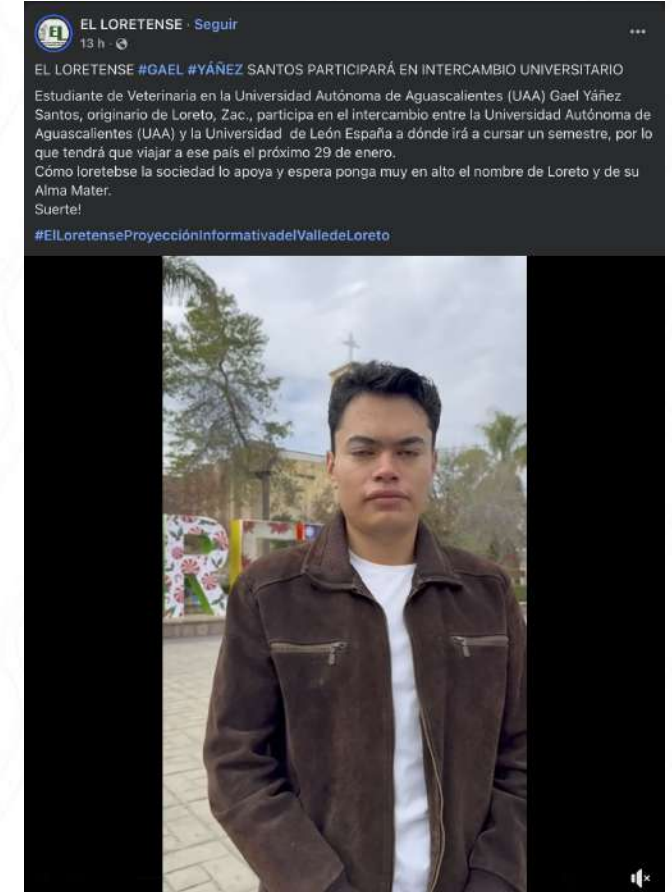 EL LORETENSE · Seguir
13 h ·
EL LORETENSE #GAEL #YÁÑEZ SANTOS PARTICIPARÁ EN INTERCAMBIO UNIVERSITARIO
Estudiante de Veterinaria en la Universidad Autónoma de Aguascalientes (UAA) Gael Yáñez
Santos, originario de Loreto, Zac., participa en el intercambio entre la Universidad Autónoma de
Aguascalientes (UAA) y la Universidad de León España a dónde irá a cursar un semestre, por lo
que tendrá que viajar a ese país el próximo 29 de enero.
Cómo loretebse la sociedad lo apoya y espera ponga muy en alto el nombre de Loreto y de su
Alma Mater.
Suerte!
#ElLoretenseProyecciónInformativadelValledeLoreto
RE